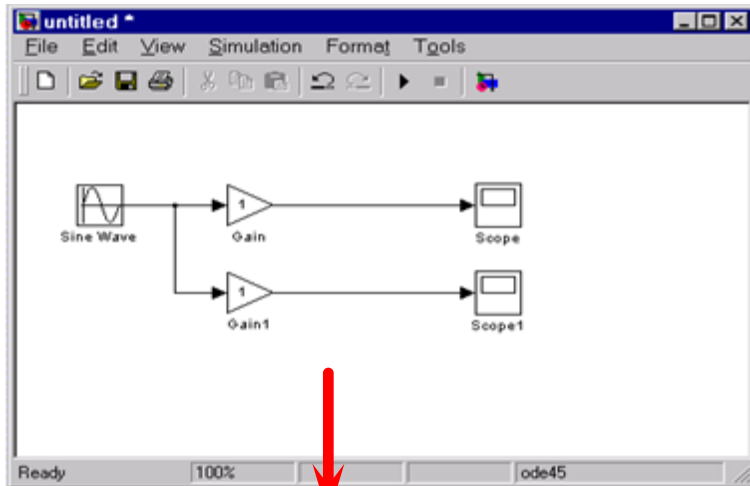 untitled *
File Edit View Simulation Format Tools
1
Sine Wave Gain Scope
1
Gain1 Scope1
Ready 100% ode45